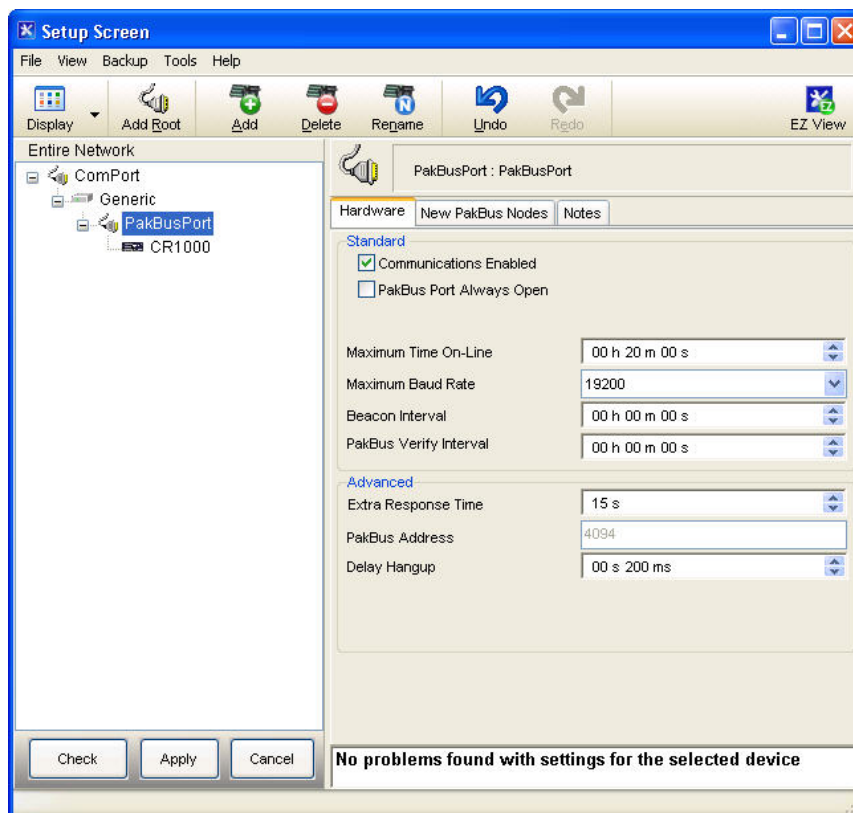 Setup Screen
File View Backup Tools Help
Display Add Root Add Delete Rename Undo Redo EZ View
Entire Network
ComPort
Generic
PakBusPort
CR1000
PakBusPort : PakBusPort
Hardware New PakBus Nodes Notes
Standard
Communications Enabled
PakBus Port Always Open
Maximum Time On-Line 00 h 20 m 00 s
Maximum Baud Rate 19200
Beacon Interval 00 h 00 m 00 s
PakBus Verify Interval 00 h 00 m 00 s
Advanced
Extra Response Time 15 s
PakBus Address 4094
Delay Hangup 00 s 200 ms
Check Apply Cancel
No problems found with settings for the selected device